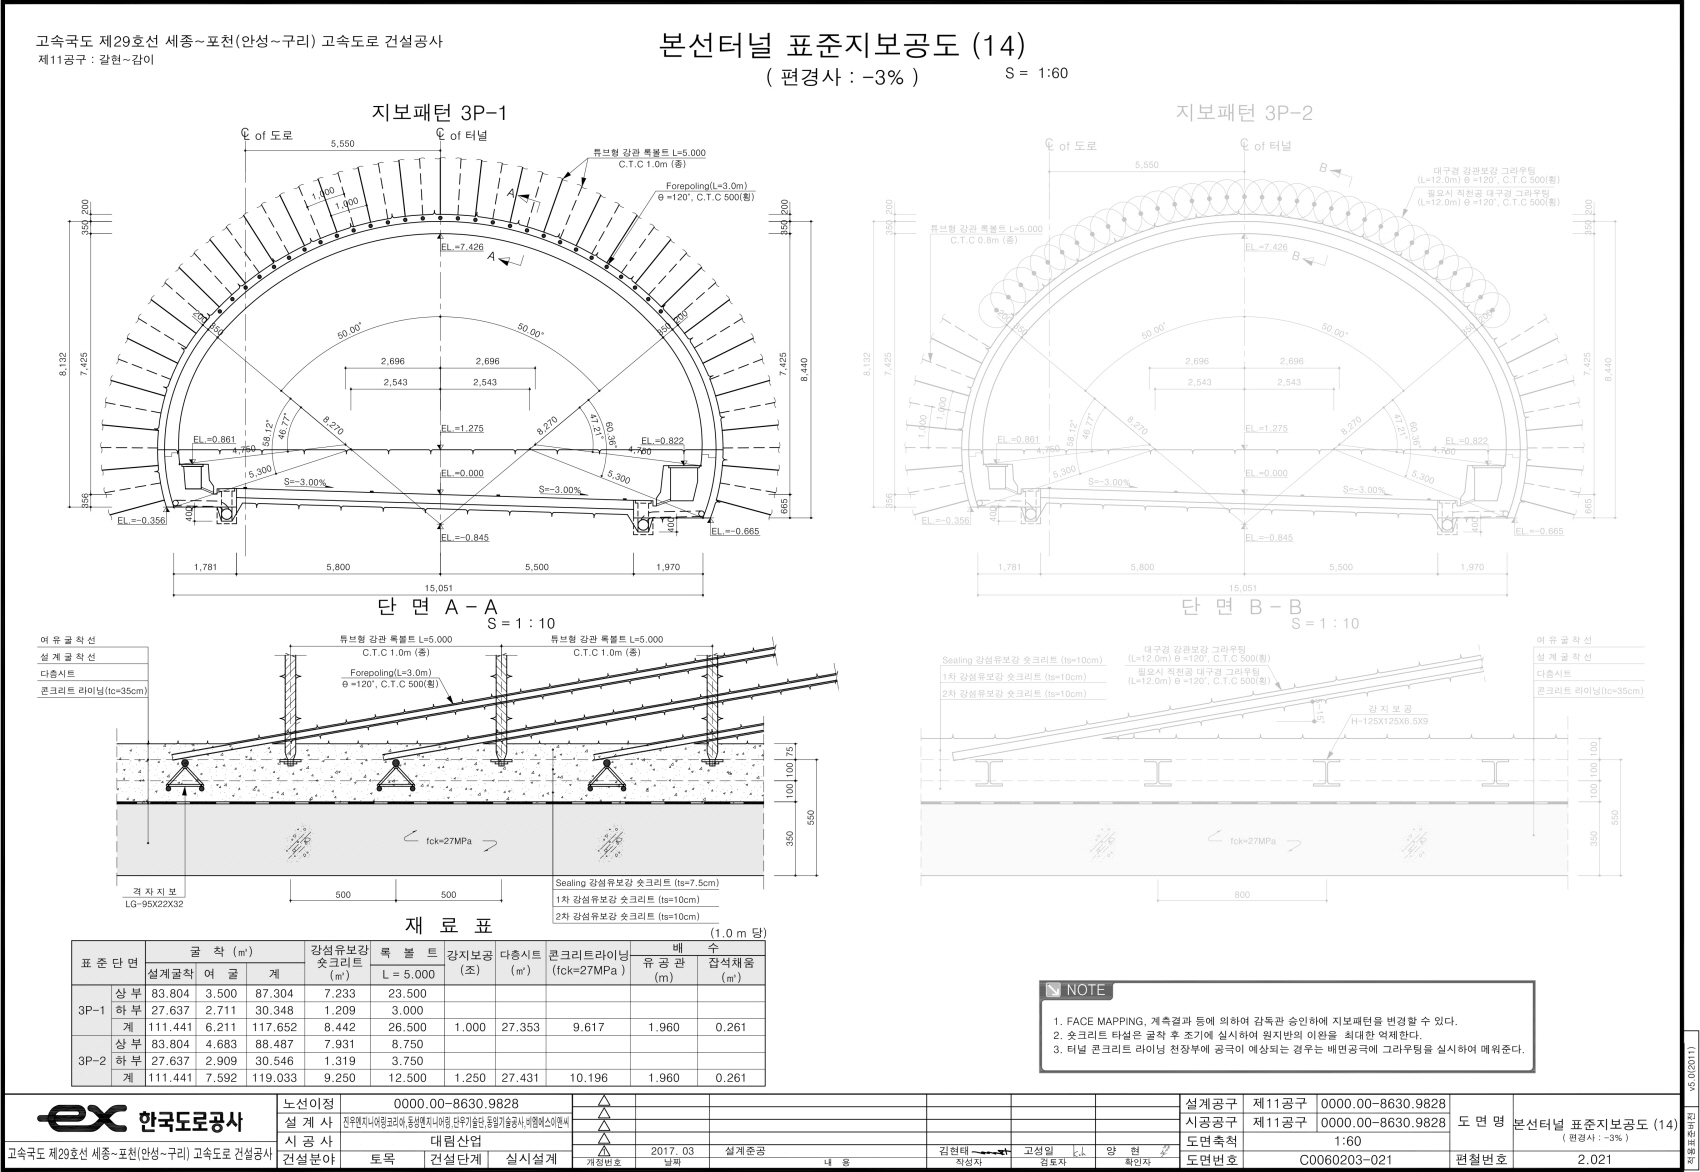 고속국도 제29호선 세종~포천(안성~구리) 고속도로 건설공사
제11공구 : 갈현~감이
본선터널 표준지보공도 (14)
( 편경사 : -3% )
S = 1:60
지보패턴 3P-1
℄ of 도로
℄ of 터널
5,550
튜브형 강관 록볼트 L=5.000
C.T.C 1.0m (종)
Forepoling(L=3.0m)
θ =120°, C.T.C 500(횡)
A
1,000
1,000
200
350
200
350
EL.=7.426
A
200
350
350
200
50.00°
50.00°
8,132
7,425
2,696
2,696
2,543
2,543
7,425
8,440
58.12°
46.77°
8,270
8,270
47.21°
60.36°
EL.=1.275
EL.=0.861
EL.=0.822
4,750
4,750
5,300
5,300
EL.=0.000
S=-3.00%
S=-3.00%
356
400
400
665
EL.=-0.356
EL.=-0.665
EL.=-0.845
1,781
5,800
5,500
1,970
15,051
지보패턴 3P-2
℄ of 도로
℄ of 터널
5,550
B
대구경 강관보강 그라우팅
(L=12.0m) θ =120°, C.T.C 500(횡)
필요시 직천공 대구경 그라우팅
(L=12.0m) θ =120°, C.T.C 500(횡)
튜브형 강관 록볼트 L=5.000
C.T.C 0.8m (종)
200
350
200
350
EL.=7.426
B
200
350
350
200
50.00°
50.00°
8,132
7,425
2,696
2,696
2,543
2,543
7,425
8,440
1,000
1,000
58.12°
46.77°
8,270
8,270
47.21°
60.36°
EL.=1.275
EL.=0.861
EL.=0.822
4,750
4,750
5,300
5,300
EL.=0.000
S=-3.00%
S=-3.00%
356
400
400
665
EL.=-0.356
EL.=-0.665
EL.=-0.845
1,781
5,800
5,500
1,970
15,051
단 면 A - A
S = 1 : 10
여 유 굴 착 선
설 계 굴 착 선
다층시트
콘크리트 라이닝(tc=35cm)
튜브형 강관 록볼트 L=5.000
C.T.C 1.0m (종)
튜브형 강관 록볼트 L=5.000
C.T.C 1.0m (종)
Forepoling(L=3.0m)
θ =120°, C.T.C 500(횡)
75
100
100
350
550
fck=27MPa
격 자 지 보
LG-95X22X32
500
500
Sealing 강섬유보강 숏크리트 (ts=7.5cm)
1차 강섬유보강 숏크리트 (ts=10cm)
2차 강섬유보강 숏크리트 (ts=10cm)
단 면 B - B
S = 1 : 10
Sealing 강섬유보강 숏크리트 (ts=10cm)
1차 강섬유보강 숏크리트 (ts=10cm)
2차 강섬유보강 숏크리트 (ts=10cm)
대구경 강관보강 그라우팅
(L=12.0m) θ =120°, C.T.C 500(횡)
필요시 직천공 대구경 그라우팅
(L=12.0m) θ =120°, C.T.C 500(횡)
여 유 굴 착 선
설 계 굴 착 선
다층시트
콘크리트 라이닝(tc=35cm)
강 지 보 공
H-125X125X6.5X9
100
100
100
350
550
fck=27MPa
800
재 료 표
(1.0 m 당)
표 준 단 면 굴 착 (㎥) 강섬유보강 숏크리트 (㎥) 록 볼 트 강지보공 (조) 다층시트 (㎡) 콘크리트라이닝 (fck=27MPa ) 배 수
설계굴착 여 굴 계 L = 5.000 유 공 관 (m) 잡석채움 (㎥)
3P-1 상 부 83.804 3.500 87.304 7.233 23.500
하 부 27.637 2.711 30.348 1.209 3.000
계 111.441 6.211 117.652 8.442 26.500 1.000 27.353 9.617 1.960 0.261
3P-2 상 부 83.804 4.683 88.487 7.931 8.750
하 부 27.637 2.909 30.546 1.319 3.750
계 111.441 7.592 119.033 9.250 12.500 1.250 27.431 10.196 1.960 0.261
NOTE
1. FACE MAPPING, 계측결과 등에 의하여 감독관 승인하에 지보패턴을 변경할 수 있다.
2. 숏크리트 타설은 굴착 후 조기에 실시하여 원지반의 이완을 최대한 억제한다.
3. 터널 콘크리트 라이닝 천장부에 공극이 예상되는 경우는 배면공극에 그라우팅을 실시하여 메워준다.
ex 한국도로공사
고속국도 제29호선 세종~포천(안성~구리) 고속도로 건설공사
노선이정 0000.00-8630.9828
설 계 사 진우엔지니어링코리아,동성엔지니어링,단우기술단,동일기술공사,비엠에스이앤씨
시 공 사 대림산업
건설분야 토목 건설단계 실시설계
1 2017. 03 설계준공 김현태 고성일 양 현
개정번호 날짜 내 용 작성자 검토자 확인자
설계공구 제11공구 0000.00-8630.9828
시공공구 제11공구 0000.00-8630.9828
도면축척 1:60
도면번호 C0060203-021
도 면 명 본선터널 표준지보공도 (14)
( 편경사 : -3% )
편철번호 2.021
적용표준버전 v5.0(2011)